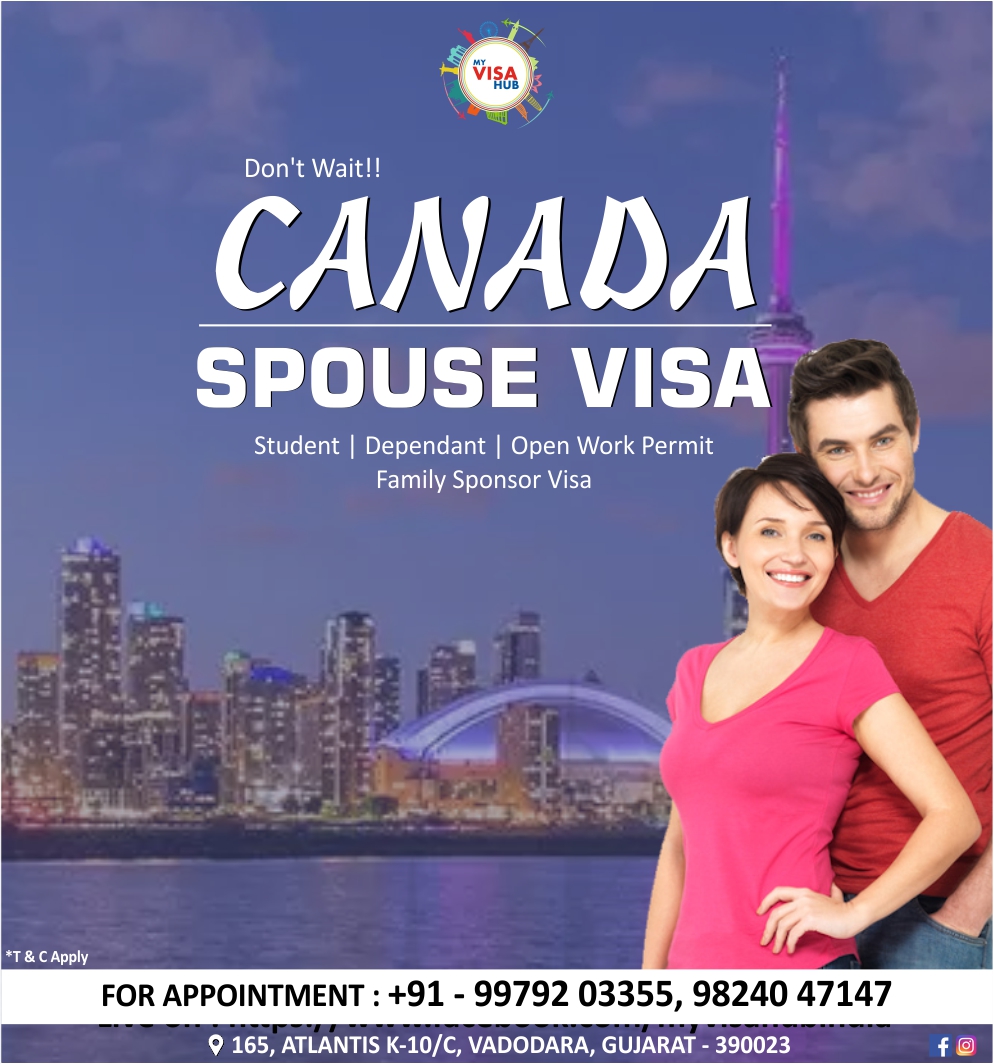 MY
VISA
HUB
Don't Wait!!
CANADA
SPOUSE VISA
Student | Dependant | Open Work Permit
Family Sponsor Visa
*T & C Apply
FOR APPOINTMENT : +91 - 99792 03355, 98240 47147
165, ATLANTIS K-10/C, VADODARA, GUJARAT - 390023